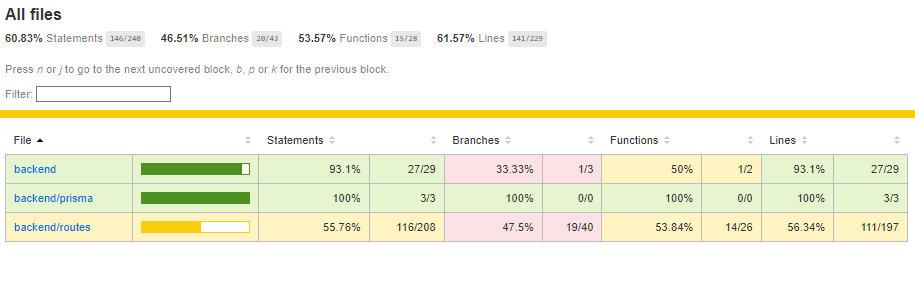 All files
60.83% Statements 146/240 46.51% Branches 20/43 53.57% Functions 15/28 61.57% Lines 141/229
Press n or j to go to the next uncovered block, b, p or k for the previous block.
Filter:
File Statements Branches Functions Lines
backend 93.1% 27/29 33.33% 1/3 50% 1/2 93.1% 27/29
backend/prisma 100% 3/3 100% 0/0 100% 0/0 100% 3/3
backend/routes 55.76% 116/208 47.5% 19/40 53.84% 14/26 56.34% 111/197